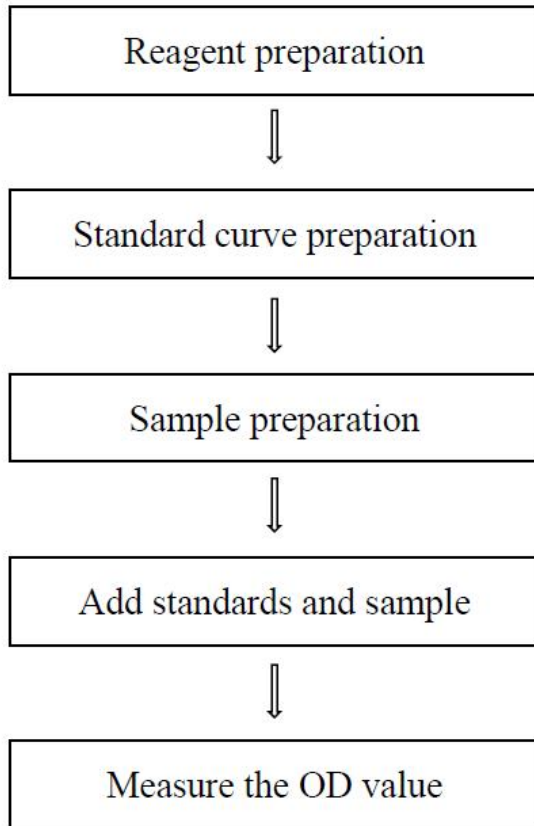 Reagent preparation
Standard curve preparation
Sample preparation
Add standards and sample
Measure the OD value